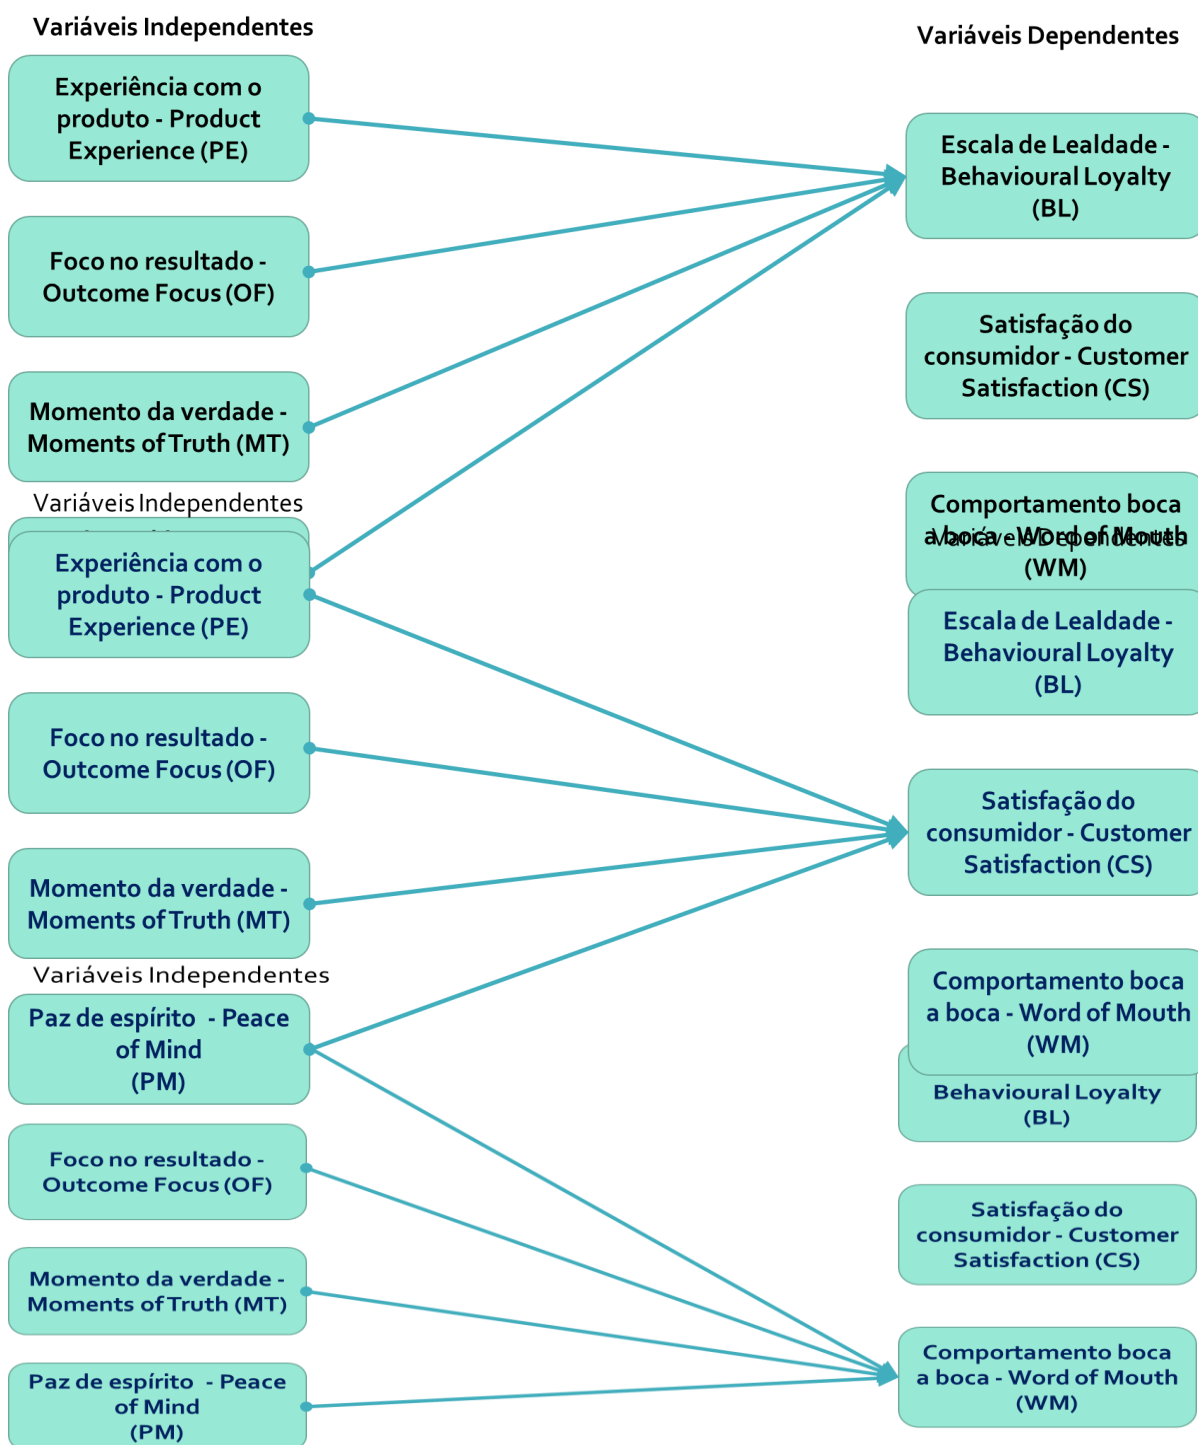 Variáveis Independentes
Variáveis Dependentes
Experiência com o
produto - Product
Experience (PE)
Escala de Lealdade -
Behavioural Loyalty
(BL)
Foco no resultado -
Outcome Focus (OF)
Satisfação do
consumidor - Customer
Satisfaction (CS)
Momento da verdade -
Moments of Truth (MT)
Variáveis Independentes
Comportamento boca
a boca - Word of Mouth
(WM)
Variáveis Dependentes
Experiência com o
produto - Product
Experience (PE)
Escala de Lealdade -
Behavioural Loyalty
(BL)
Foco no resultado -
Outcome Focus (OF)
Satisfação do
consumidor - Customer
Satisfaction (CS)
Momento da verdade -
Moments of Truth (MT)
Variáveis Independentes
Comportamento boca
a boca - Word of Mouth
(WM)
Paz de espírito - Peace
of Mind
(PM)
Behavioural Loyalty
(BL)
Foco no resultado -
Outcome Focus (OF)
Satisfação do
consumidor - Customer
Satisfaction (CS)
Momento da verdade -
Moments of Truth (MT)
Comportamento boca
a boca - Word of Mouth
(WM)
Paz de espírito - Peace
of Mind
(PM)